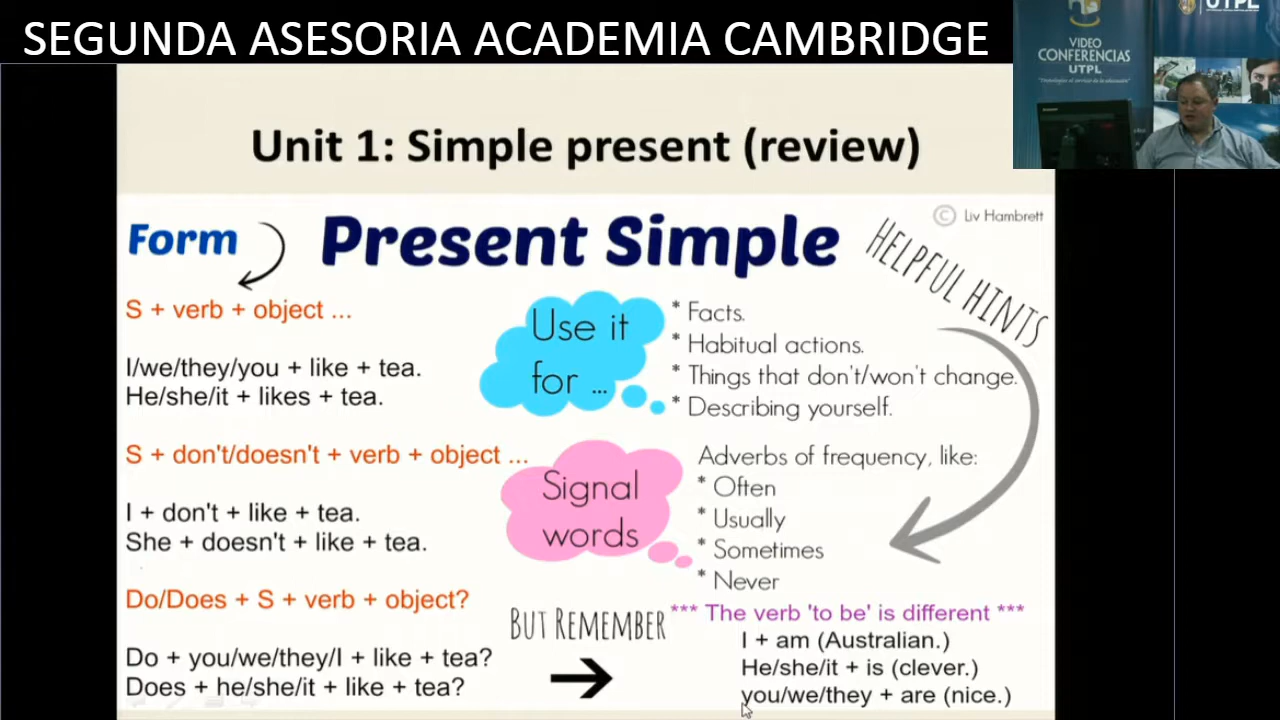 SEGUNDA ASESORIA ACADEMIA CAMBRIDGE
UTPL
VIDEO
CONFERENCIAS
UTPL
Unit 1: Simple present (review)
© Liv Hambrett
Form
Present Simple
HELPFUL HINTS
S + verb + object ...
I/we/they/you + like + tea.
He/she/it + likes + tea.
S + don't/doesn't + verb + object ...
I + don't + like + tea.
She + doesn't + like + tea.
Do/Does + S + verb + object?
Do + you/we/they/I + like + tea?
Does + he/she/it + like + tea?
Use it
for ...
* Facts.
* Habitual actions.
* Things that don't/won't change.
* Describing yourself.
Signal
words
Adverbs of frequency, like:
* Often
* Usually
* Sometimes
* Never
BUT REMEMBER
*** The verb 'to be' is different ***
I + am (Australian.)
He/she/it + is (clever.)
you/we/they + are (nice.)